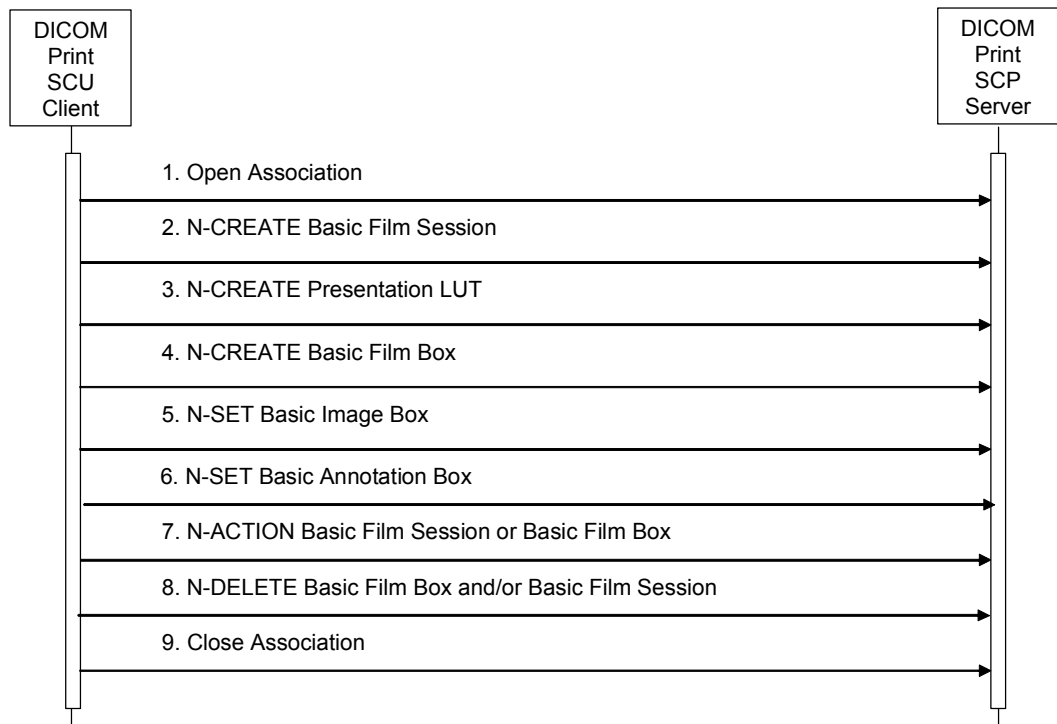 DICOM
Print
SCU
Client
DICOM
Print
SCP
Server
1. Open Association
2. N-CREATE Basic Film Session
3. N-CREATE Presentation LUT
4. N-CREATE Basic Film Box
5. N-SET Basic Image Box
6. N-SET Basic Annotation Box
7. N-ACTION Basic Film Session or Basic Film Box
8. N-DELETE Basic Film Box and/or Basic Film Session
9. Close Association